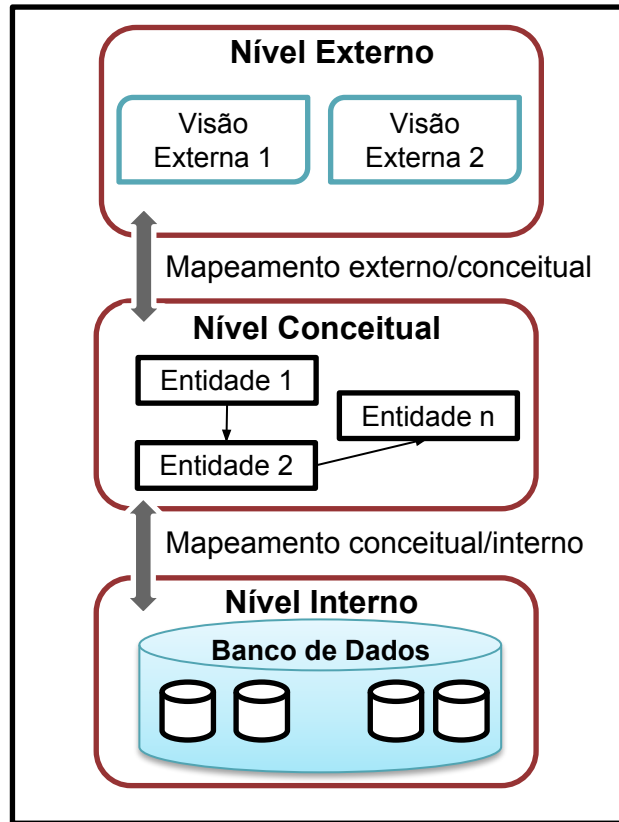 Nível Externo
Visão
Externa 1
Visão
Externa 2
Mapeamento externo/conceitual
Nível Conceitual
Entidade 1
Entidade n
Entidade 2
Mapeamento conceitual/interno
Nível Interno
Banco de Dados